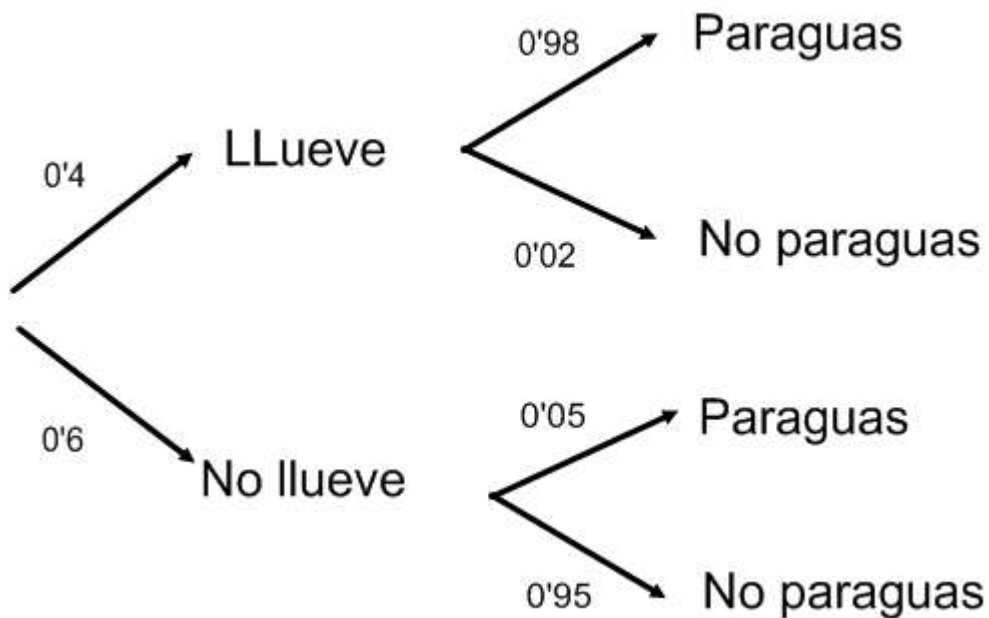 0'98
Paraguas
LLueve
0'4
0'02
No paraguas
0'6
No llueve
0'05
Paraguas
0'95
No paraguas